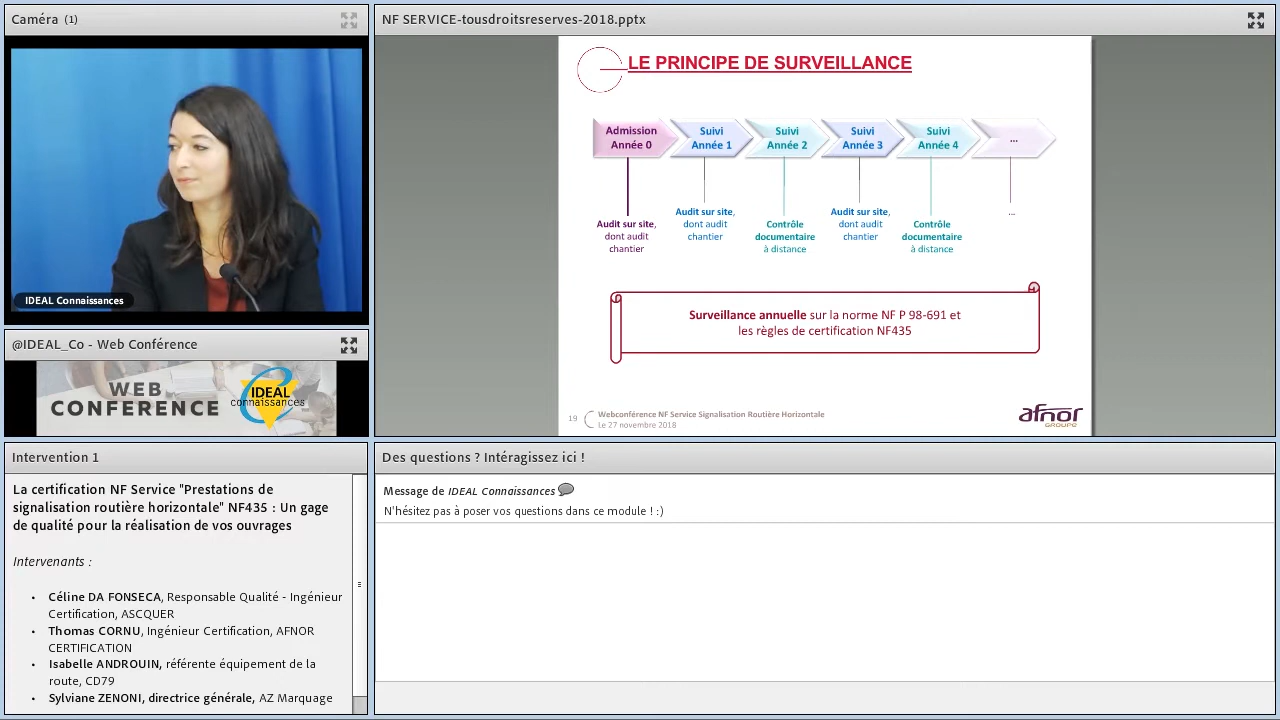 Caméra (1)
IDEAL Connaissances
@IDEAL_Co - Web Conférence
WEB
CONFERENCE
IDEAL
connaissances
Intervention 1
La certification NF Service "Prestations de
signalisation routière horizontale" NF435 : Un gage
de qualité pour la réalisation de vos ouvrages
Intervenants :
• Céline DA FONSECA, Responsable Qualité - Ingénieur
Certification, ASCQUER
• Thomas CORNU, Ingénieur Certification, AFNOR
CERTIFICATION
• Isabelle ANDROUIN, référente équipement de la
route, CD79
• Sylviane ZENONI, directrice générale, AZ Marquage
NF SERVICE-tousdroitsreserves-2018.pptx
LE PRINCIPE DE SURVEILLANCE
Admission
Année 0
Suivi
Année 1
Suivi
Année 2
Suivi
Année 3
Suivi
Année 4
...
Audit sur site,
dont audit
chantier
Audit sur site,
dont audit
chantier
Contrôle
documentaire
à distance
Audit sur site,
dont audit
chantier
Contrôle
documentaire
à distance
...
Surveillance annuelle sur la norme NF P 98-691 et
les règles de certification NF435
19
Webconférence NF Service Signalisation Routière Horizontale
Le 27 novembre 2018
afnor
GROUPE
Des questions ? Intéragissez ici !
Message de IDEAL Connaissances
N'hésitez pas à poser vos questions dans ce module ! :)